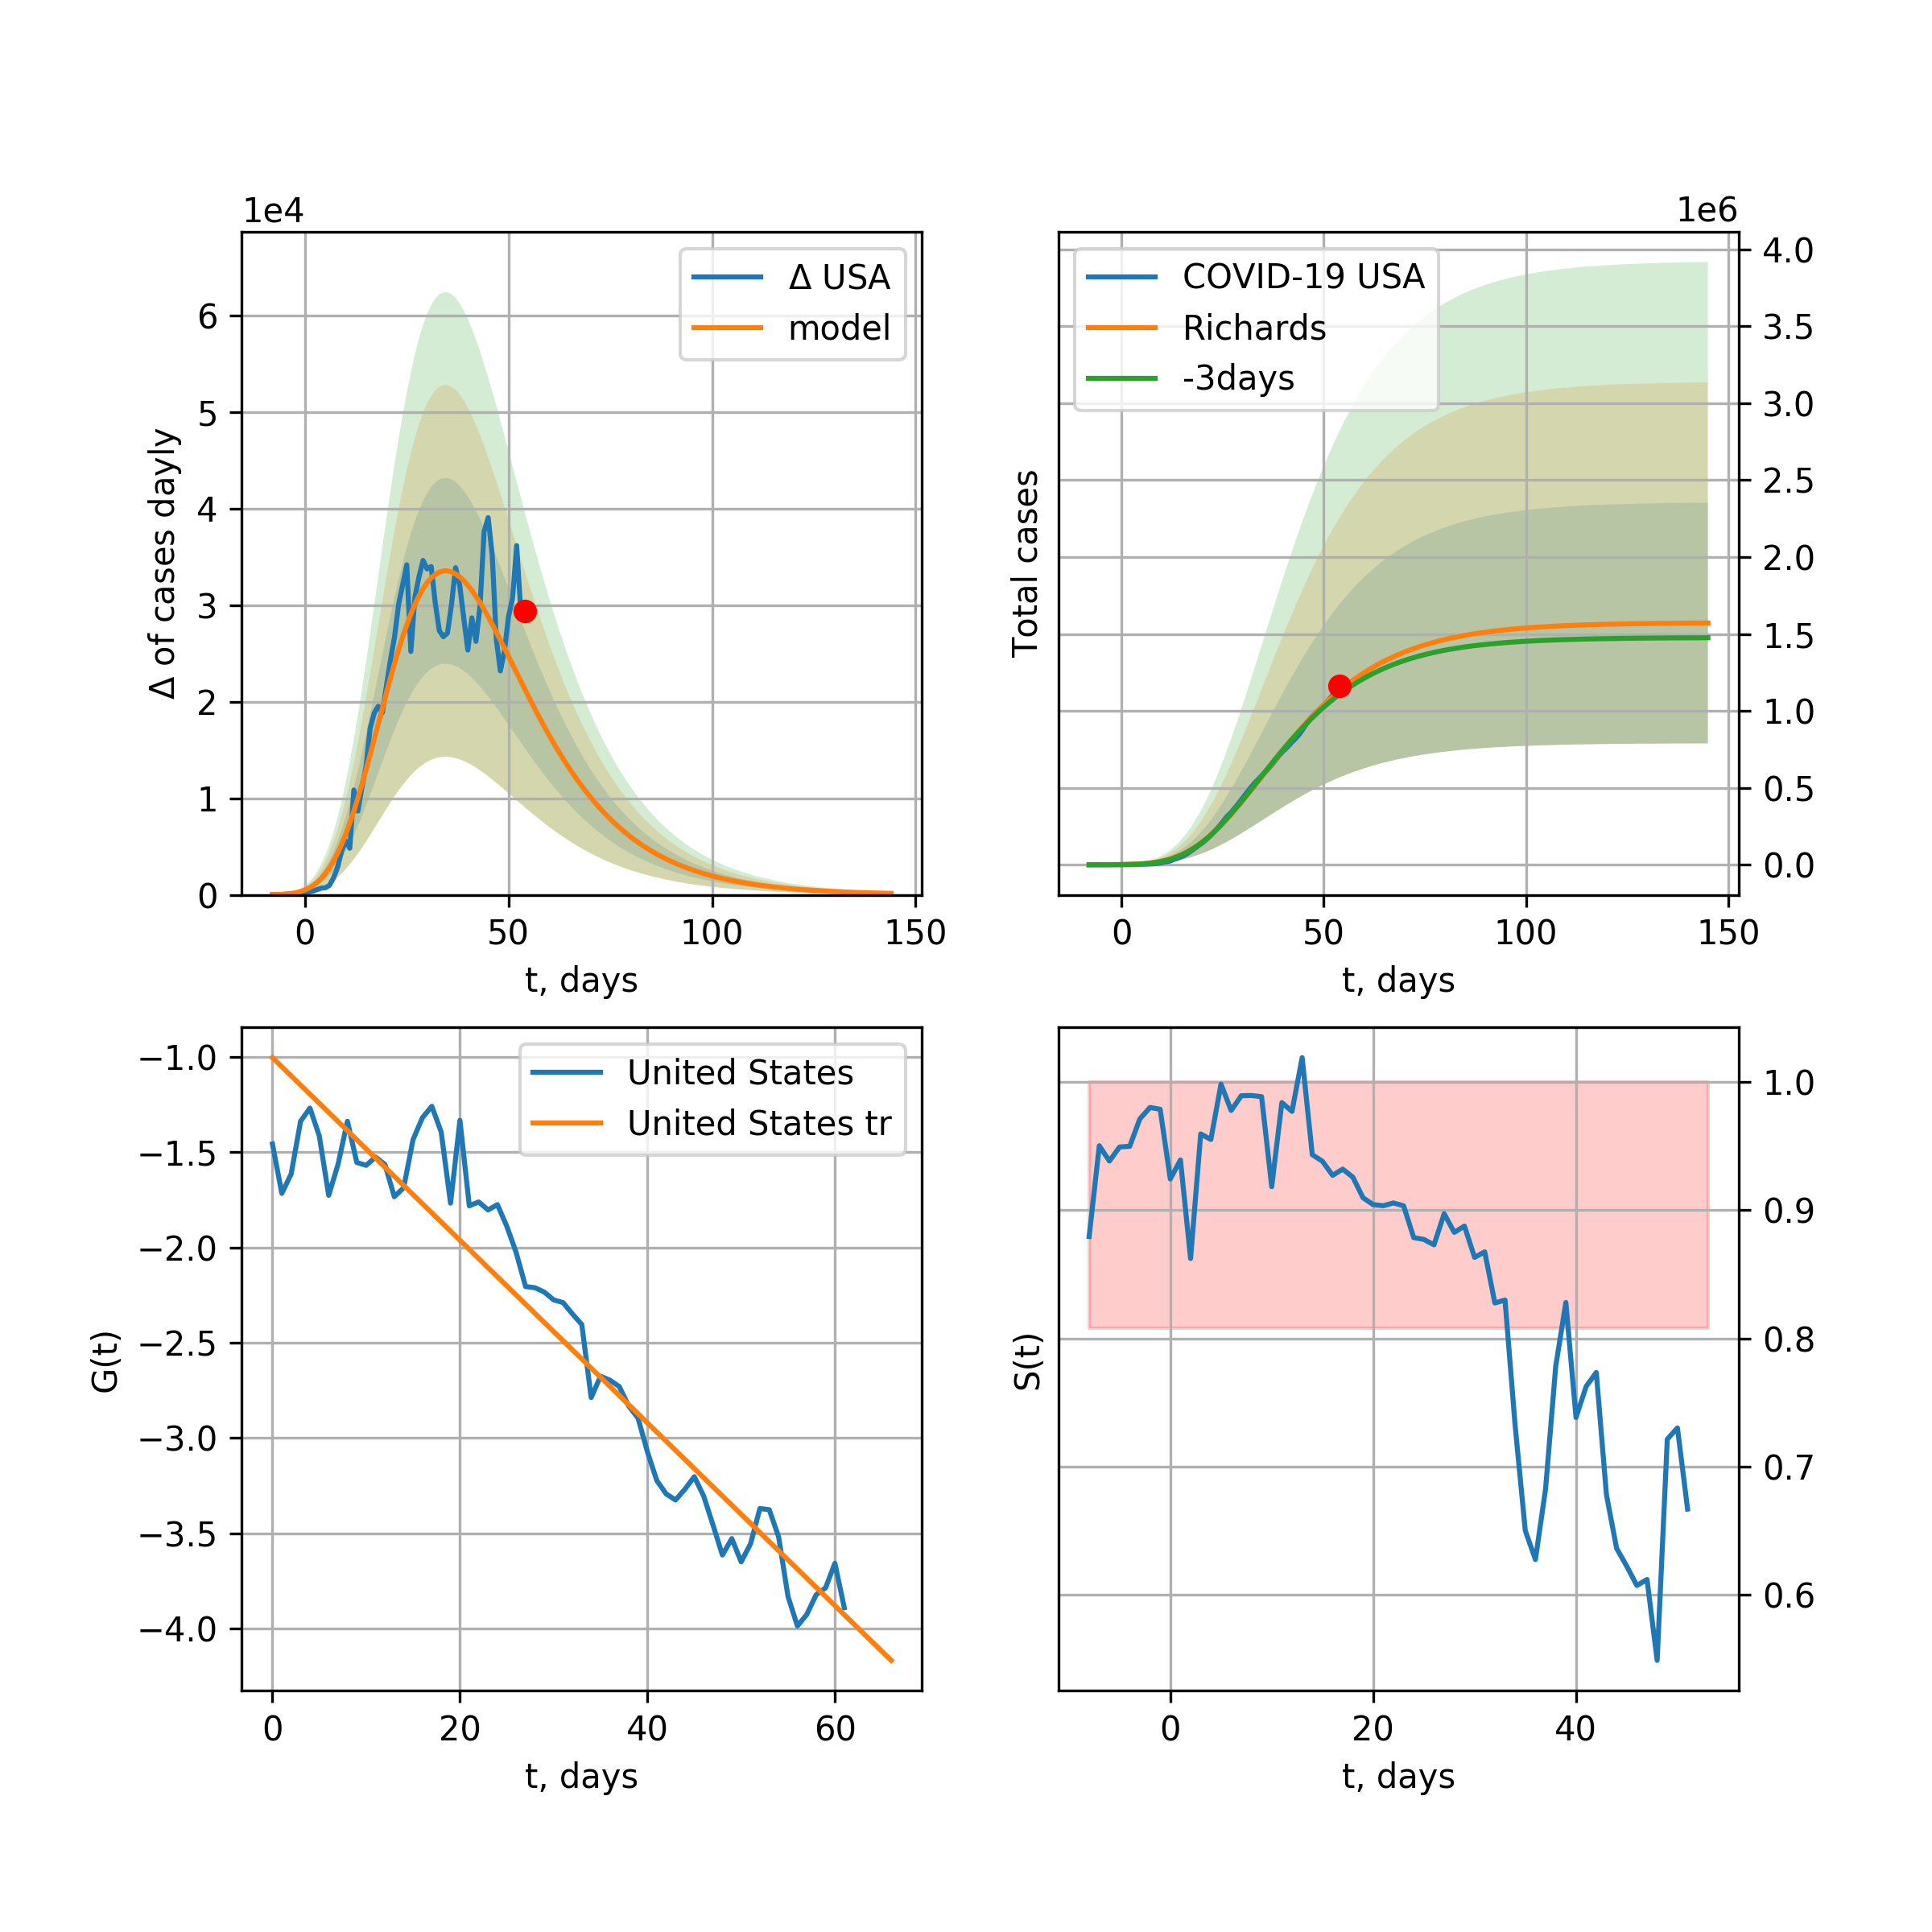 1e4
Δ of cases dayly
6
5
4
3
2
1
0
0 50 100 150
t, days
Δ USA
model
1e6
Total cases
4.0
3.5
3.0
2.5
2.0
1.5
1.0
0.5
0.0
0 50 100 150
t, days
COVID-19 USA
Richards
-3days
G(t)
−1.0
−1.5
−2.0
−2.5
−3.0
−3.5
−4.0
0 20 40 60
t, days
United States
United States tr
S(t)
1.0
0.9
0.8
0.7
0.6
0 20 40
t, days